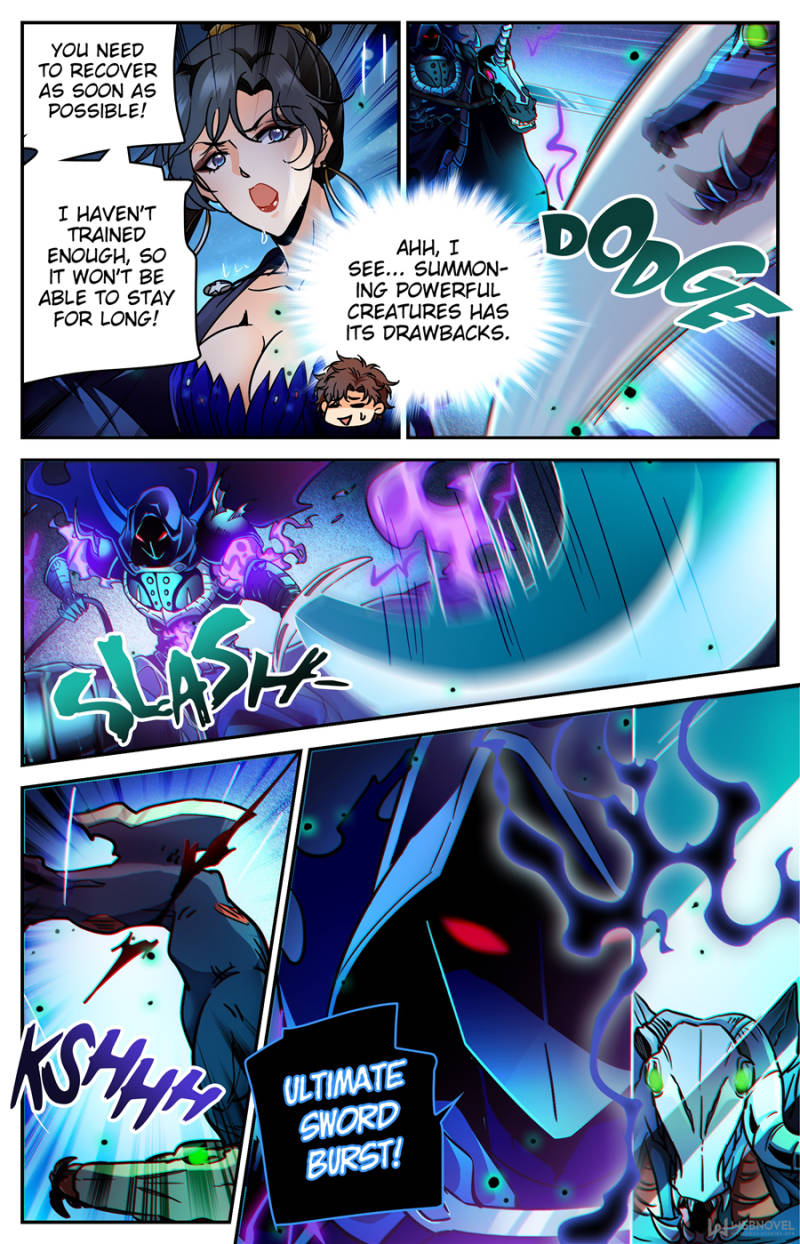 YOU NEED
TO RECOVER
AS SOON AS
POSSIBLE!
I HAVEN'T
TRAINED
ENOUGH, SO
IT WON'T BE
ABLE TO STAY
FOR LONG!
AHH, I
SEE... SUMMON-
ING POWERFUL
CREATURES HAS
ITS DRAWBACKS.
DODGE
SLASH
KSHHH
ULTIMATE
SWORD
BURST!
WEBNOVEL